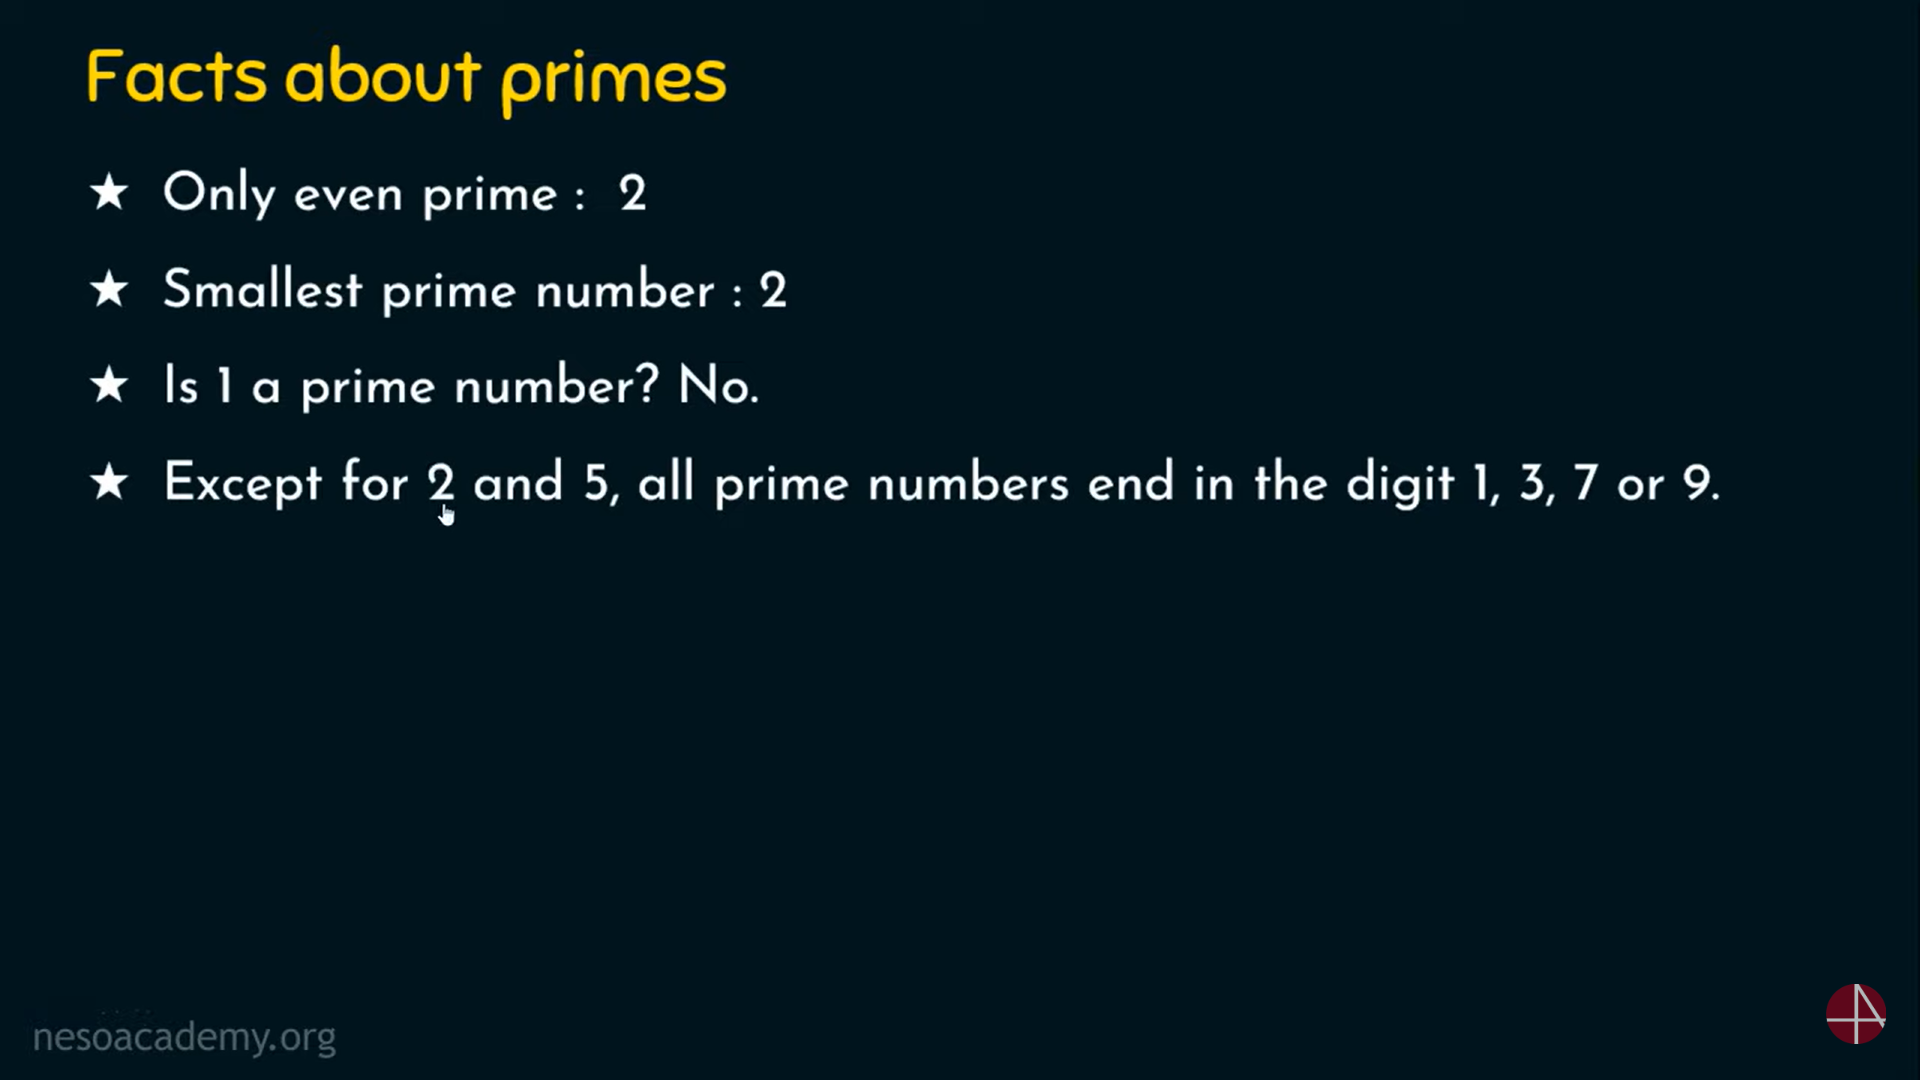 Facts about primes
★ Only even prime : 2
★ Smallest prime number : 2
★ Is 1 a prime number? No.
★ Except for 2 and 5, all prime numbers end in the digit 1, 3, 7 or 9.
nesoacademy.org